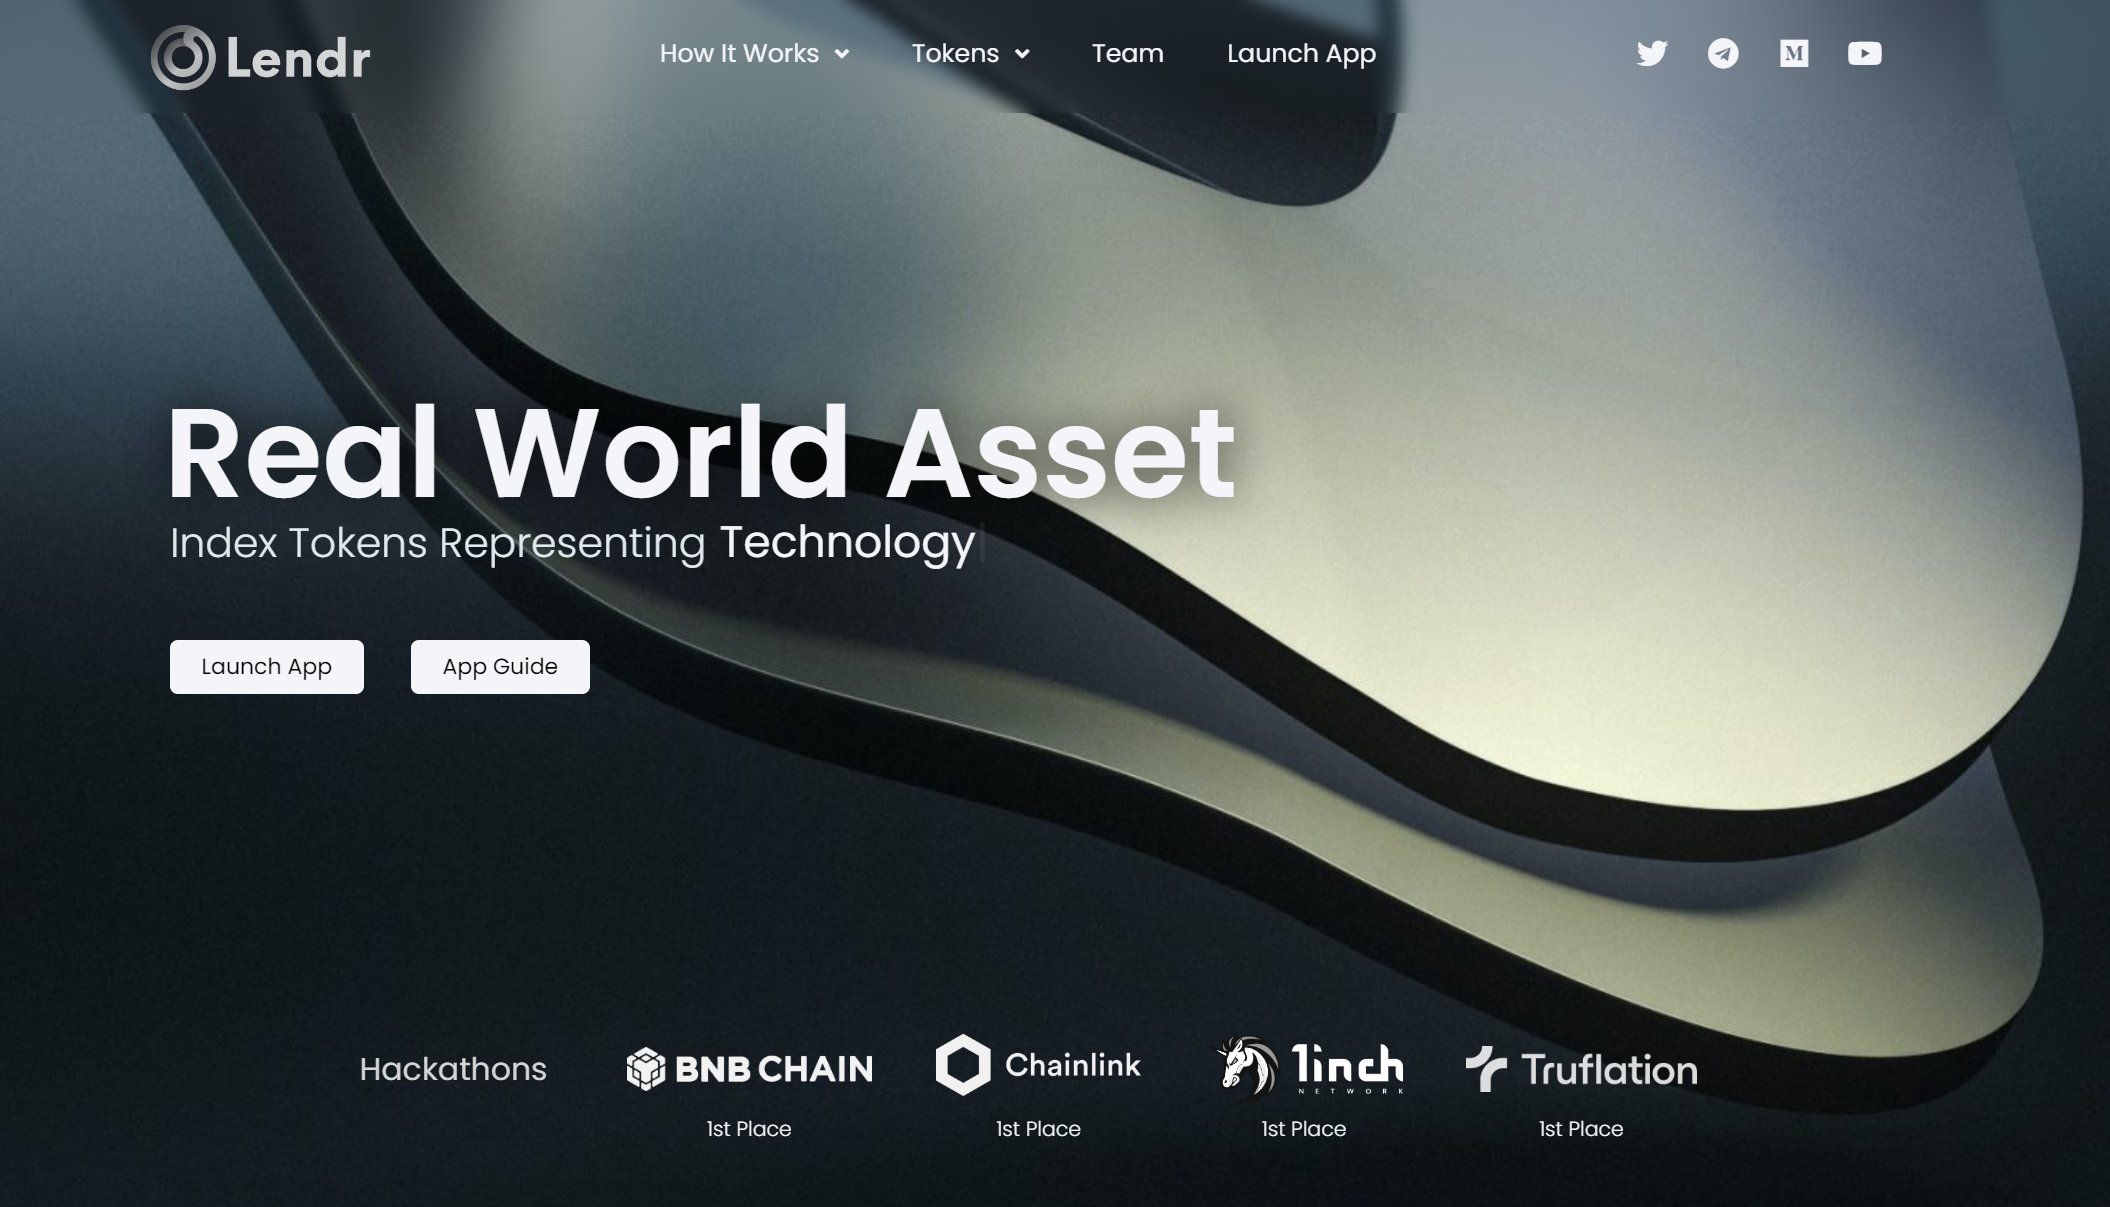 Lendr
How It Works
Tokens
Team
Launch App
M
Real World Asset
Index Tokens Representing Technology
Launch App
App Guide
Hackathons
BNB CHAIN
1st Place
Chainlink
1st Place
1inch
NETWORK
1st Place
Truflation
1st Place